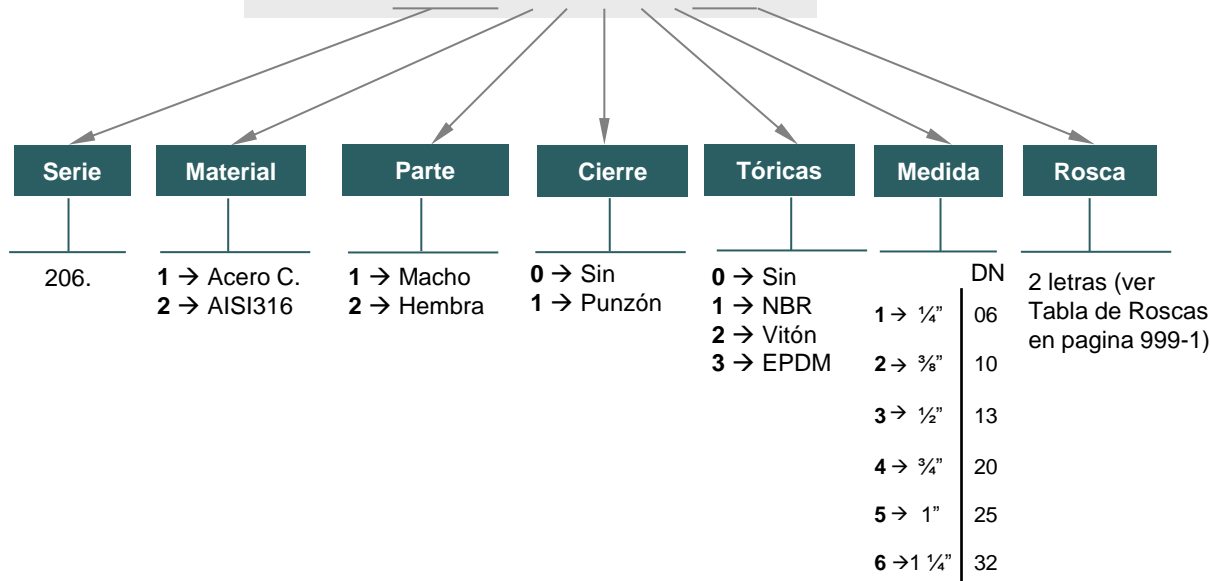 Serie
Material
Parte
Cierre
Tóricas
Medida
Rosca
206.
1 → Acero C.
2 → AISI316
1 → Macho
2 → Hembra
0 → Sin
1 → Punzón
0 → Sin
1 → NBR
2 → Vitón
3 → EPDM
DN
1 → ¼” 06
2 → ⅜” 10
3 → ½” 13
4 → ¾” 20
5 → 1” 25
6 →1 ¼” 32
2 letras (ver
Tabla de Roscas
en pagina 999-1)